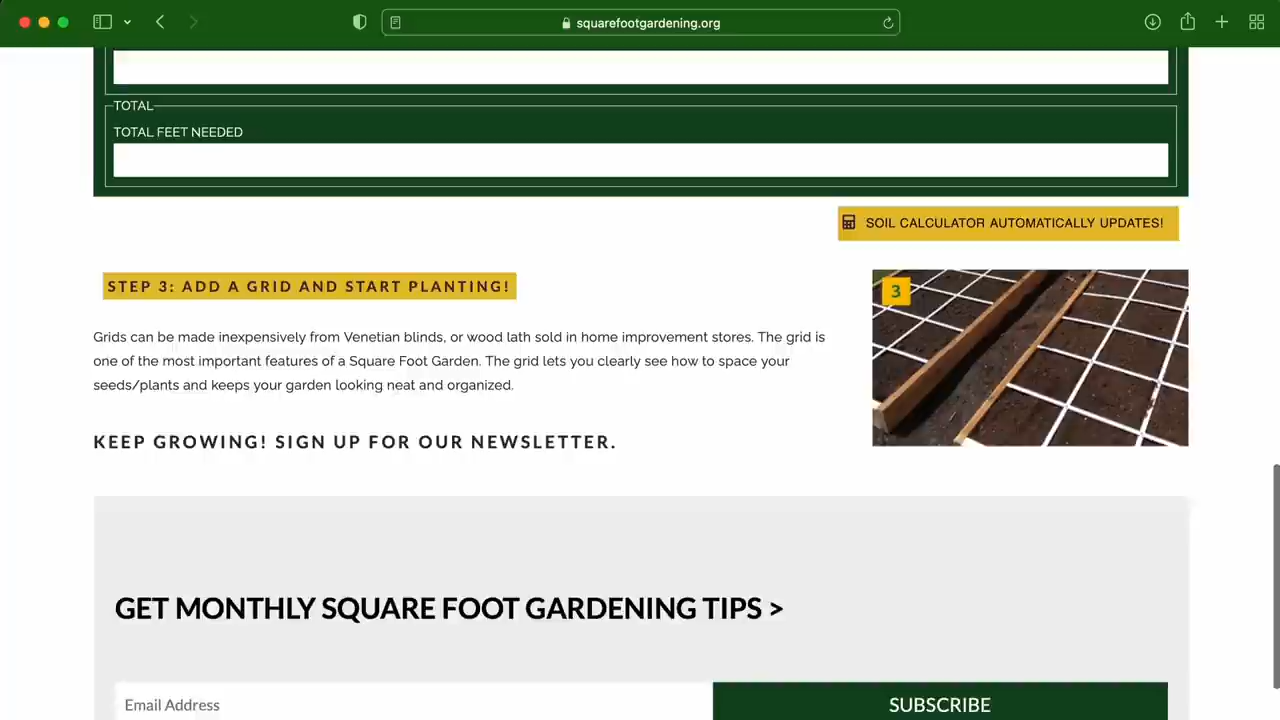 squarefootgardening.org
TOTAL
TOTAL FEET NEEDED
SOIL CALCULATOR AUTOMATICALLY UPDATES!
STEP 3: ADD A GRID AND START PLANTING!
3
Grids can be made inexpensively from Venetian blinds, or wood lath sold in home improvement stores. The grid is
one of the most important features of a Square Foot Garden. The grid lets you clearly see how to space your
seeds/plants and keeps your garden looking neat and organized.
KEEP GROWING! SIGN UP FOR OUR NEWSLETTER.
GET MONTHLY SQUARE FOOT GARDENING TIPS >
Email Address
SUBSCRIBE